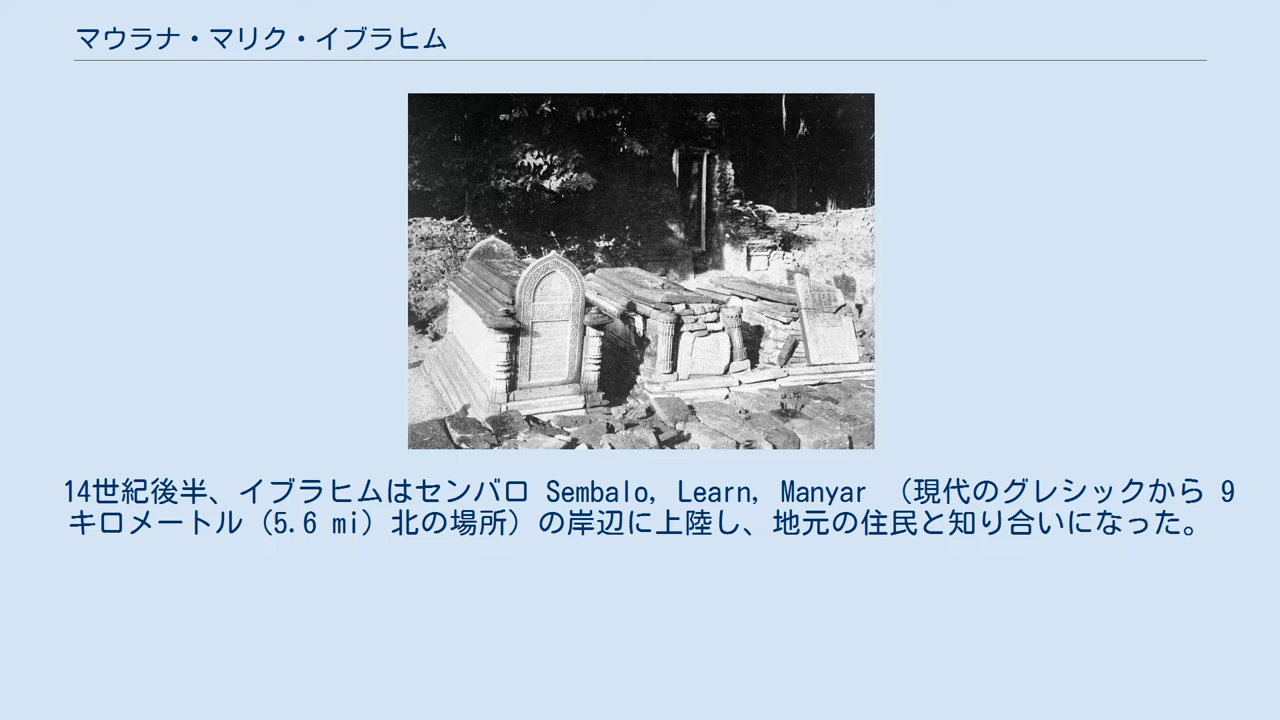 マウラナ・マリク・イブラヒム
14世紀後半、イブラヒムはセンバロ Sembalo, Learn, Manyar （現代のグレシックから 9
キロメートル（5.6 mi）北の場所）の岸辺に上陸し、地元の住民と知り合いになった。